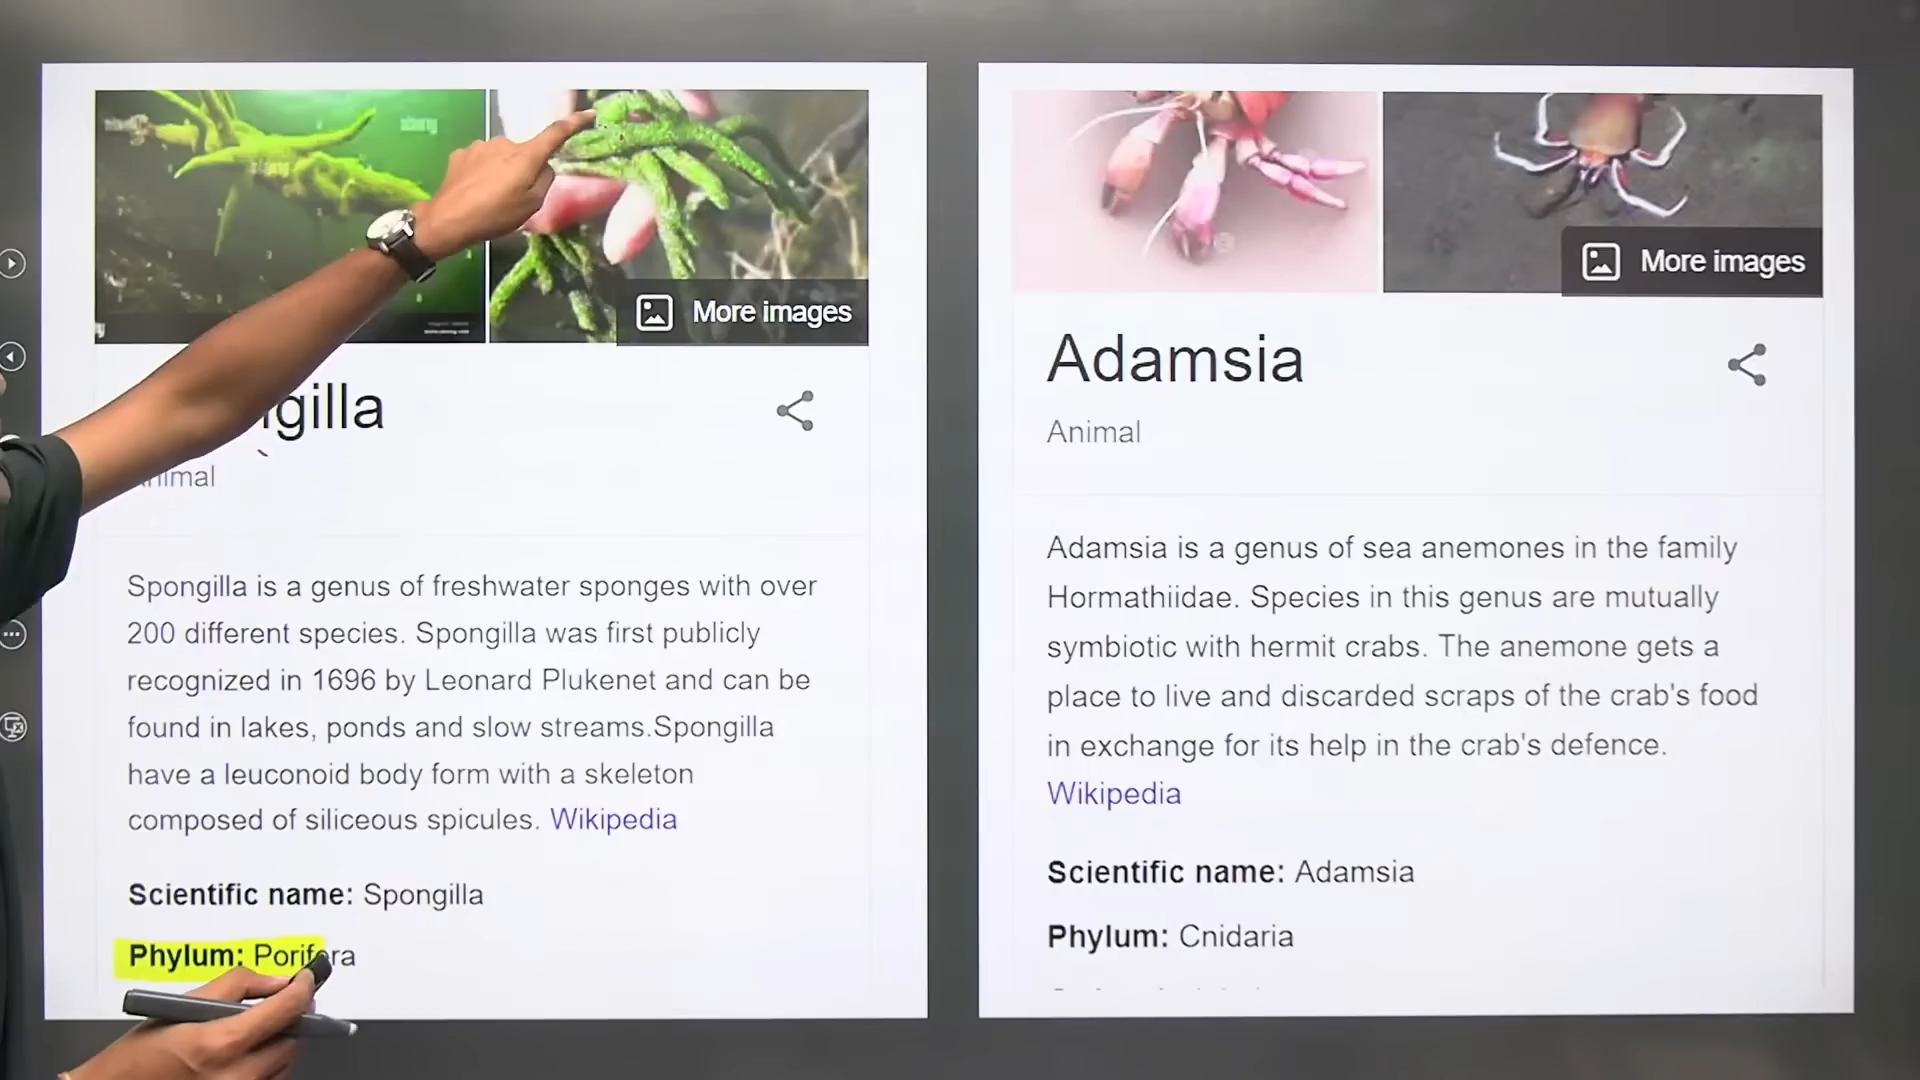 More images
gilla
Animal
Spongilla is a genus of freshwater sponges with over
200 different species. Spongilla was first publicly
recognized in 1696 by Leonard Plukenet and can be
found in lakes, ponds and slow streams.Spongilla
have a leuconoid body form with a skeleton
composed of siliceous spicules. Wikipedia
Scientific name: Spongilla
Phylum: Porifera
More images
Adamsia
Animal
Adamsia is a genus of sea anemones in the family
Hormathiidae. Species in this genus are mutually
symbiotic with hermit crabs. The anemone gets a
place to live and discarded scraps of the crab's food
in exchange for its help in the crab's defence.
Wikipedia
Scientific name: Adamsia
Phylum: Cnidaria